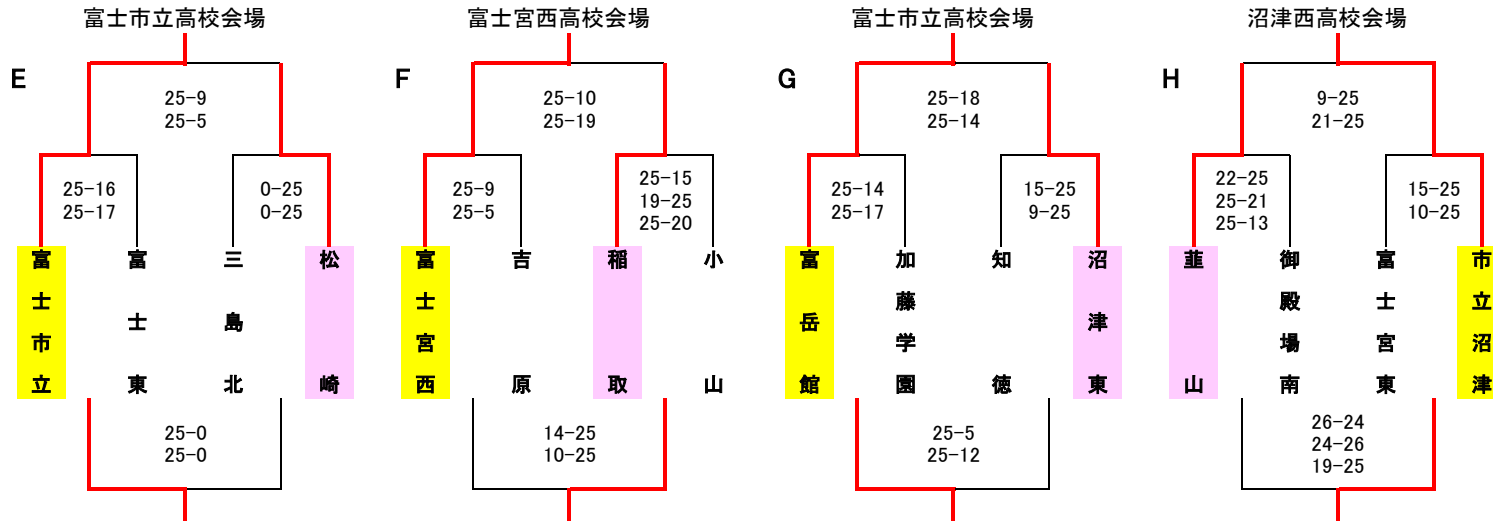 富士市立高校会場
富士宮西高校会場
富士市立高校会場
沼津西高校会場
E
25-9
25-5
25-16
25-17
0-25
0-25
富士市立
富士東
三島北
松崎
25-0
25-0
F
25-10
25-19
25-9
25-5
25-15
19-25
25-20
富士宮西
吉原
稲取
小山
14-25
10-25
G
25-18
25-14
25-14
25-17
15-25
9-25
富岳館
加藤学園
知徳
沼津東
25-5
25-12
H
9-25
21-25
22-25
25-21
25-13
15-25
10-25
韮山
御殿場南
富士宮東
市立沼津
26-24
24-26
19-25